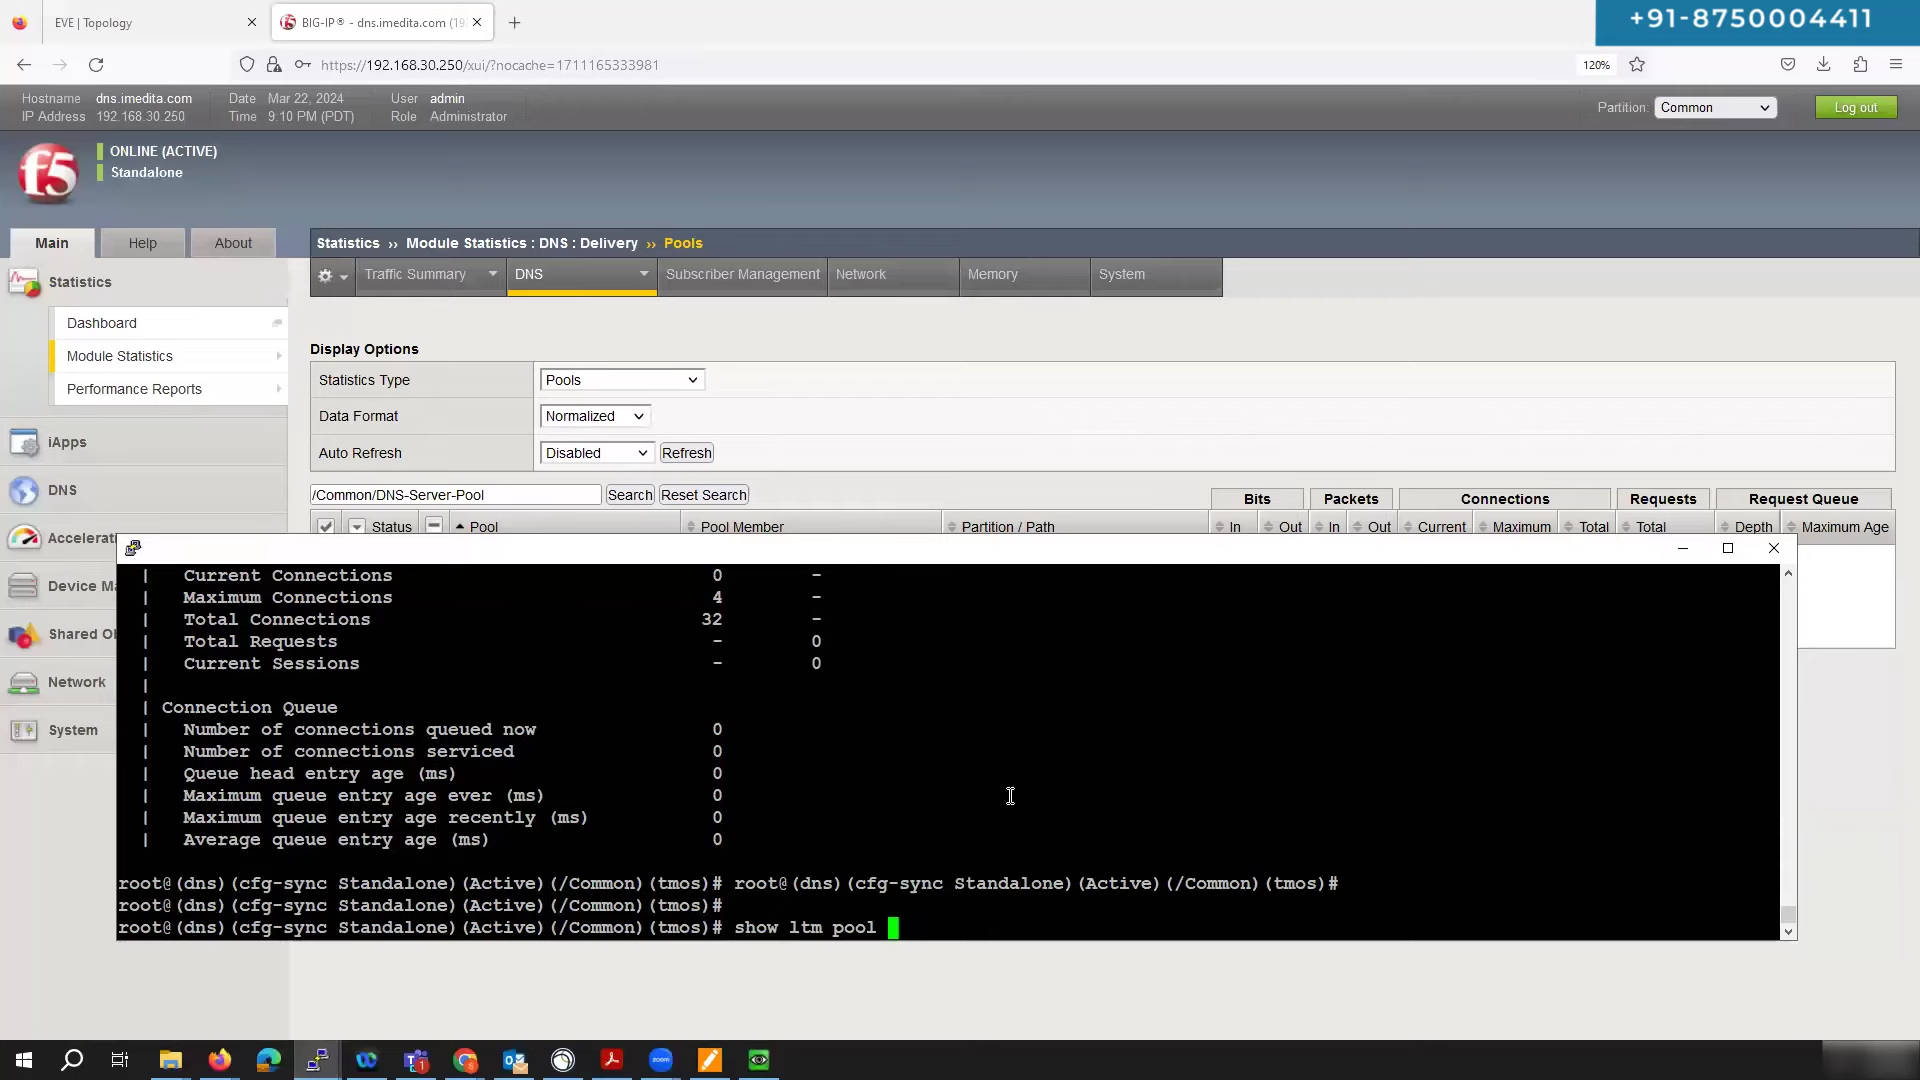 +91-8750004411
EVE | Topology
BIG-IP® - dns.imedita.com (19
https://192.168.30.250/xui/?nocache=1711165333981
120%
Hostname dns.imedita.com Date Mar 22, 2024 User admin
IP Address 192.168.30.250 Time 9:10 PM (PDT) Role Administrator
Partition: Common
Log out
f5
ONLINE (ACTIVE)
Standalone
Main Help About
Statistics ›› Module Statistics : DNS : Delivery ›› Pools
Traffic Summary DNS Subscriber Management Network Memory System
Statistics
Dashboard
Module Statistics
Performance Reports
iApps
DNS
Accelerati
Device Ma
Shared Ol
Network
System
Display Options
Statistics Type Pools
Data Format Normalized
Auto Refresh Disabled Refresh
/Common/DNS-Server-Pool Search Reset Search
Bits Packets Connections Requests Request Queue
Status Pool Pool Member Partition / Path In Out In Out Current Maximum Total Total Depth Maximum Age
| Current Connections 0 -
| Maximum Connections 4 -
| Total Connections 32 -
| Total Requests - 0
| Current Sessions - 0
|
| Connection Queue
| Number of connections queued now 0
| Number of connections serviced 0
| Queue head entry age (ms) 0
| Maximum queue entry age ever (ms) 0
| Maximum queue entry age recently (ms) 0
| Average queue entry age (ms) 0
root@(dns)(cfg-sync Standalone)(Active)(/Common)(tmos)# root@(dns)(cfg-sync Standalone)(Active)(/Common)(tmos)#
root@(dns)(cfg-sync Standalone)(Active)(/Common)(tmos)#
root@(dns)(cfg-sync Standalone)(Active)(/Common)(tmos)# show ltm pool
zoom